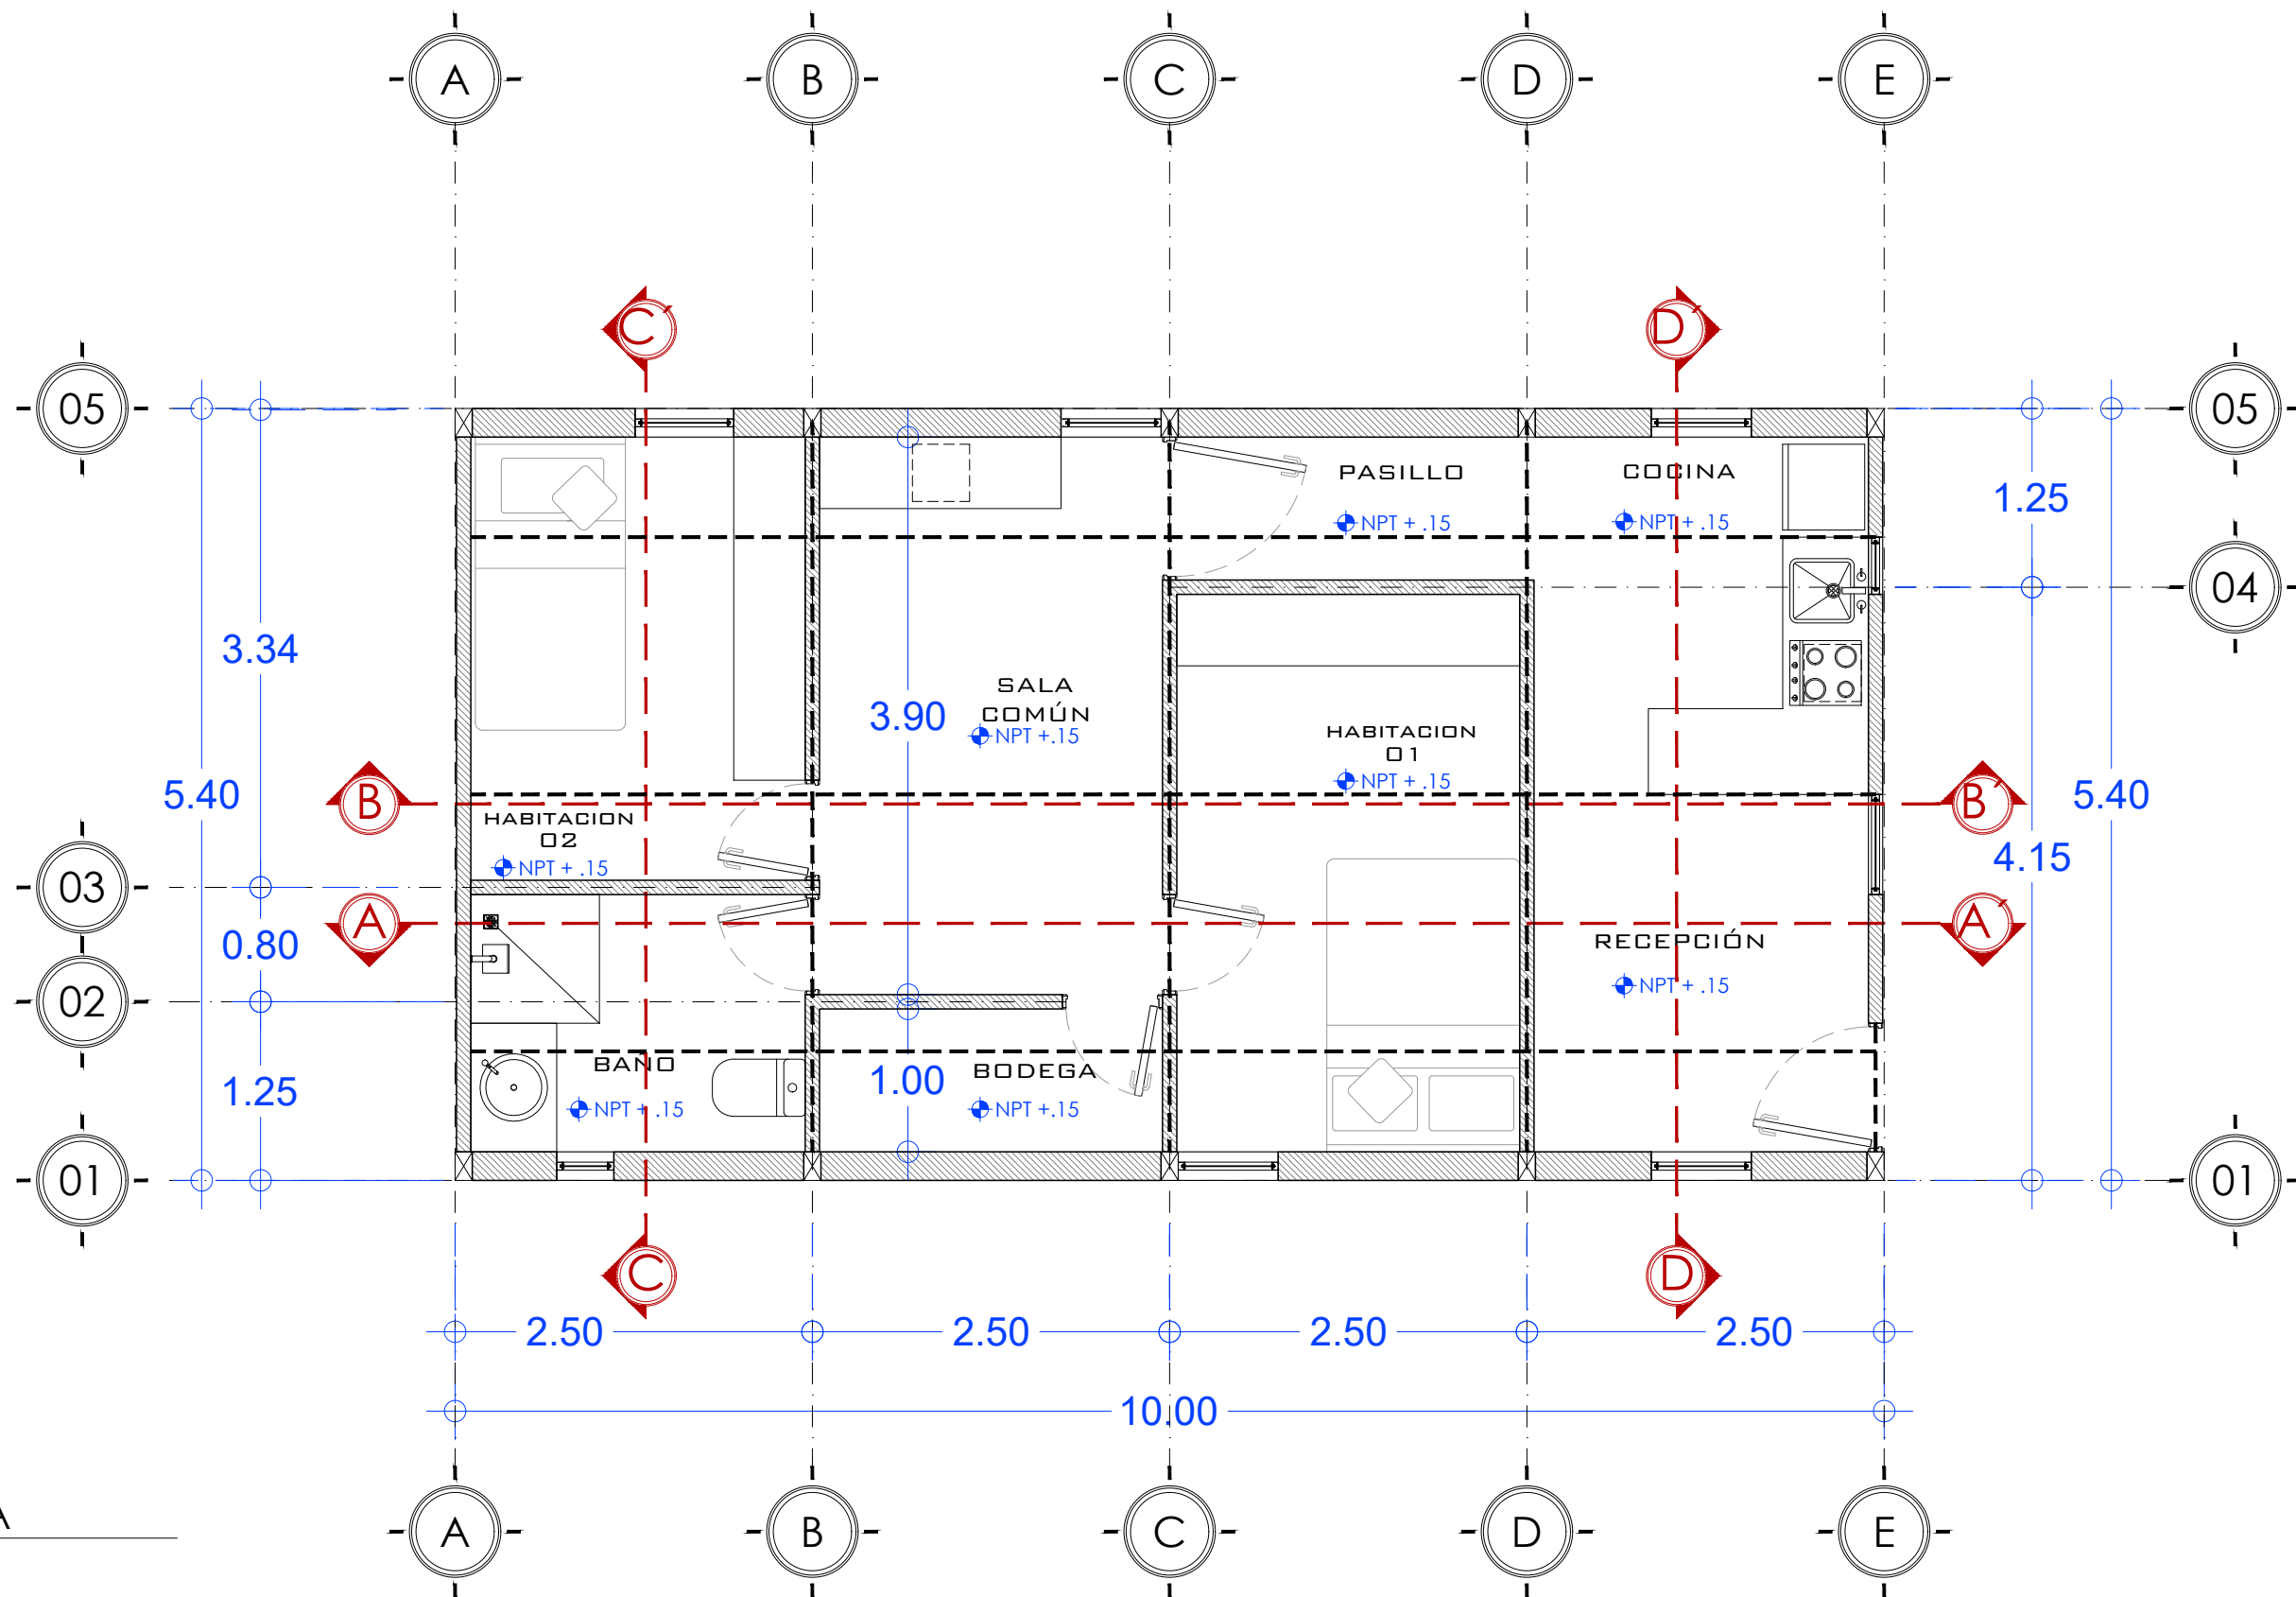 A B C D E
C´ D´
05 05
1.25
PASILLO COCINA
NPT + .15 NPT + .15
04
3.34
SALA
COMÚN
NPT +.15
3.90
HABITACION
01
NPT + .15
5.40 5.40
B B´
HABITACION
02
NPT + .15
4.15
03
A A´
0.80
RECEPCIÓN
NPT + .15
02
BAÑO
NPT + .15
BODEGA
NPT +.15
1.00
1.25
01 01
C D
2.50 2.50 2.50 2.50
10.00
A
A B C D E